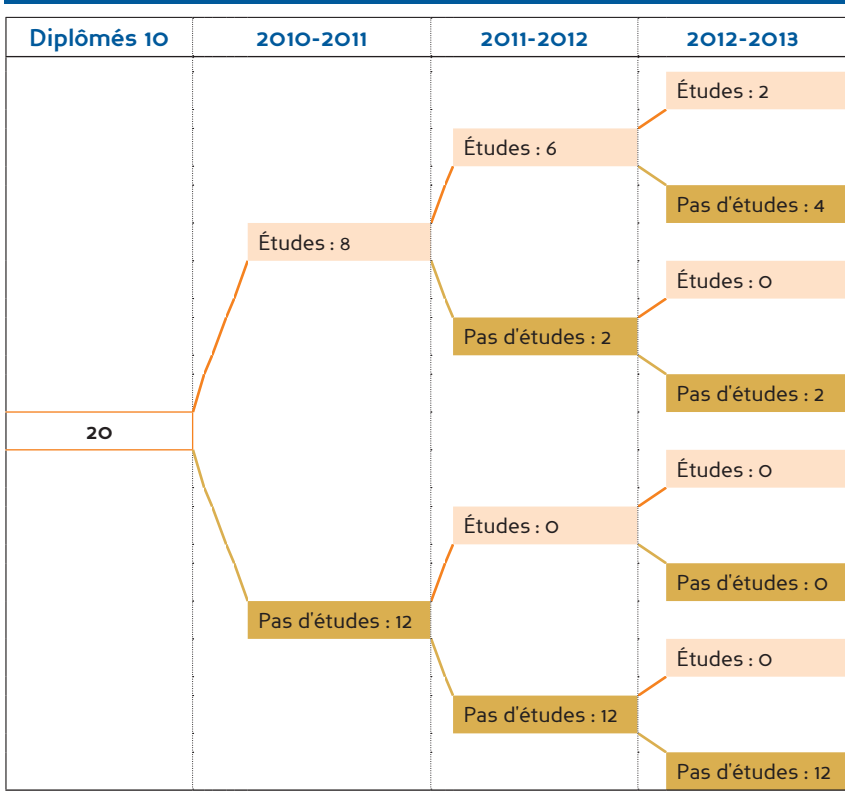 Diplômés 10 2010-2011 2011-2012 2012-2013
Études : 2
Études : 6
Pas d'études : 4
Études : 8
Études : 0
Pas d'études : 2
Pas d'études : 2
20
Études : 0
Études : 0
Pas d'études : 0
Pas d'études : 12
Études : 0
Pas d'études : 12
Pas d'études : 12